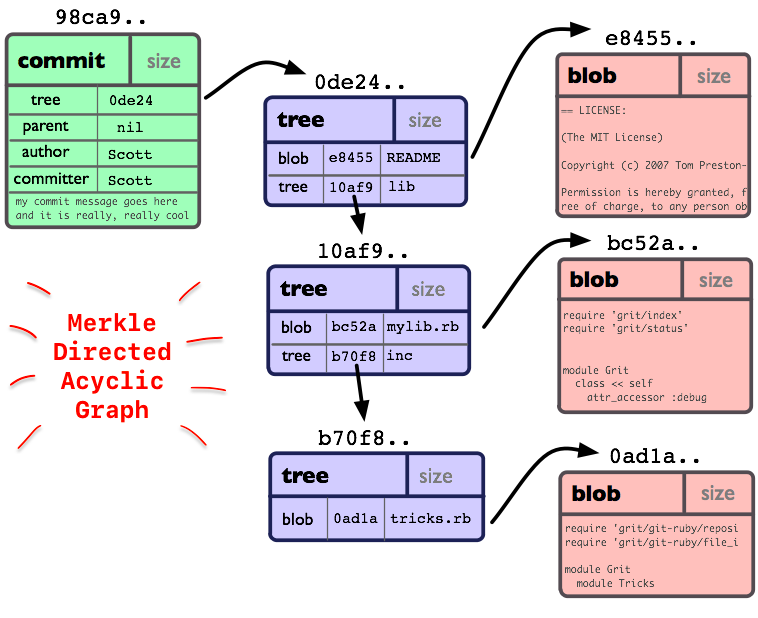 98ca9..
commit size
tree 0de24
parent nil
author Scott
committer Scott
my commit message goes here
and it is really, really cool
0de24..
tree size
blob e8455 README
tree 10af9 lib
e8455..
blob size
== LICENSE:
(The MIT License)
Copyright (c) 2007 Tom Preston-
Permission is hereby granted, f
ree of charge, to any person ob
10af9..
tree size
blob bc52a mylib.rb
tree b70f8 inc
bc52a..
blob size
require 'grit/index'
require 'grit/status'
module Grit
class << self
attr_accessor :debug
Merkle
Directed
Acyclic
Graph
b70f8..
tree size
blob 0ad1a tricks.rb
0ad1a..
blob size
require 'grit/git-ruby/reposi
require 'grit/git-ruby/file_i
module Grit
module Tricks